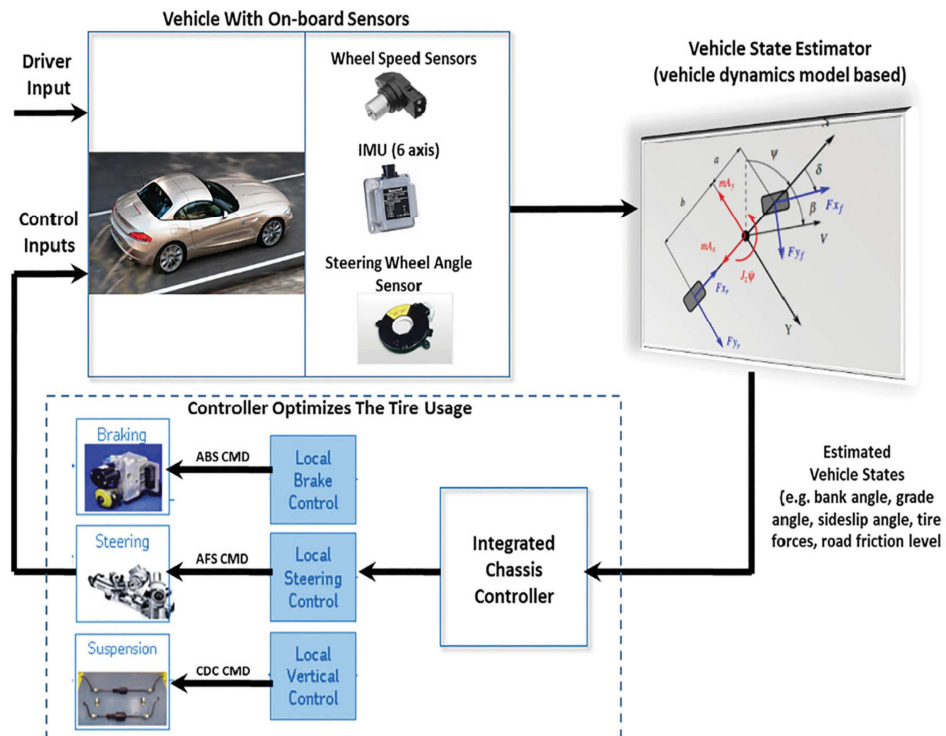 Vehicle With On-board Sensors
Driver
Input
Control
Inputs
Wheel Speed Sensors
IMU (6 axis)
Steering Wheel Angle
Sensor
Vehicle State Estimator
(vehicle dynamics model based)
a
b
ψ
δ
β
mAy
mAx
Jzψ̈
Fxf
Fyf
V
Fxr
Fyr
Y
Estimated
Vehicle States
(e.g. bank angle, grade
angle, sideslip angle, tire
forces, road friction level
Controller Optimizes The Tire Usage
Braking
ABS CMD
Local
Brake
Control
Steering
AFS CMD
Local
Steering
Control
Suspension
CDC CMD
Local
Vertical
Control
Integrated
Chassis
Controller